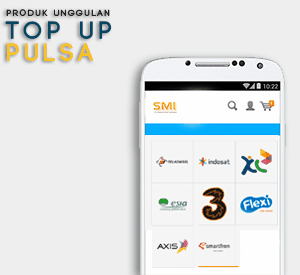 PRODUK UNGGULAN
TOP UP
PULSA
10:22
SMI
TELKOMSEL
indosat
XL
esia
3
Flexi
AXIS
smartfren